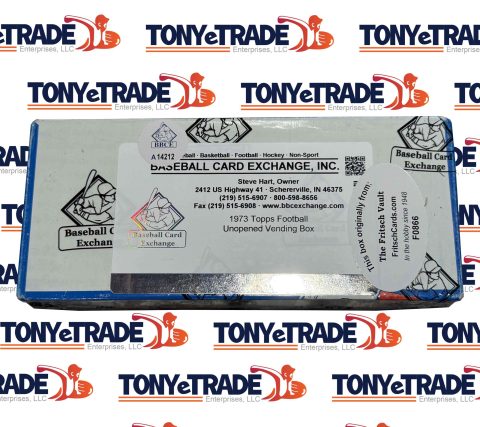 TONYeTRADE
Enterprises, LLC
BBCE
A14212
ball · Basketball · Football · Hockey · Non-Sport
BASEBALL CARD EXCHANGE, INC.
Steve Hart, Owner
2412 US Highway 41 · Schererville, IN 46375
(219) 515-6907 · 800-598-8656
Fax (219) 515-6908 · www.bbcexchange.com
1973 Topps Football
Unopened Vending Box
Baseball Card
Exchange
Baseball Card
Exchange
This box originally from:
The Fritsch Vault
FritschCards.com
In the hobby since 1948
F0866